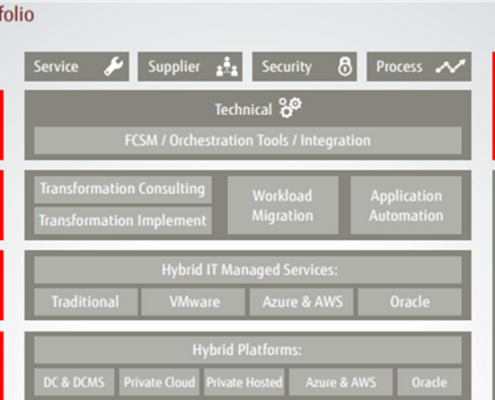 folio
Service Supplier Security Process
Technical
FCSM / Orchestration Tools / Integration
Transformation Consulting
Transformation Implement
Workload
Migration
Application
Automation
Hybrid IT Managed Services:
Traditional VMware Azure & AWS Oracle
Hybrid Platforms:
DC & DCMS Private Cloud Private Hosted Azure & AWS Oracle